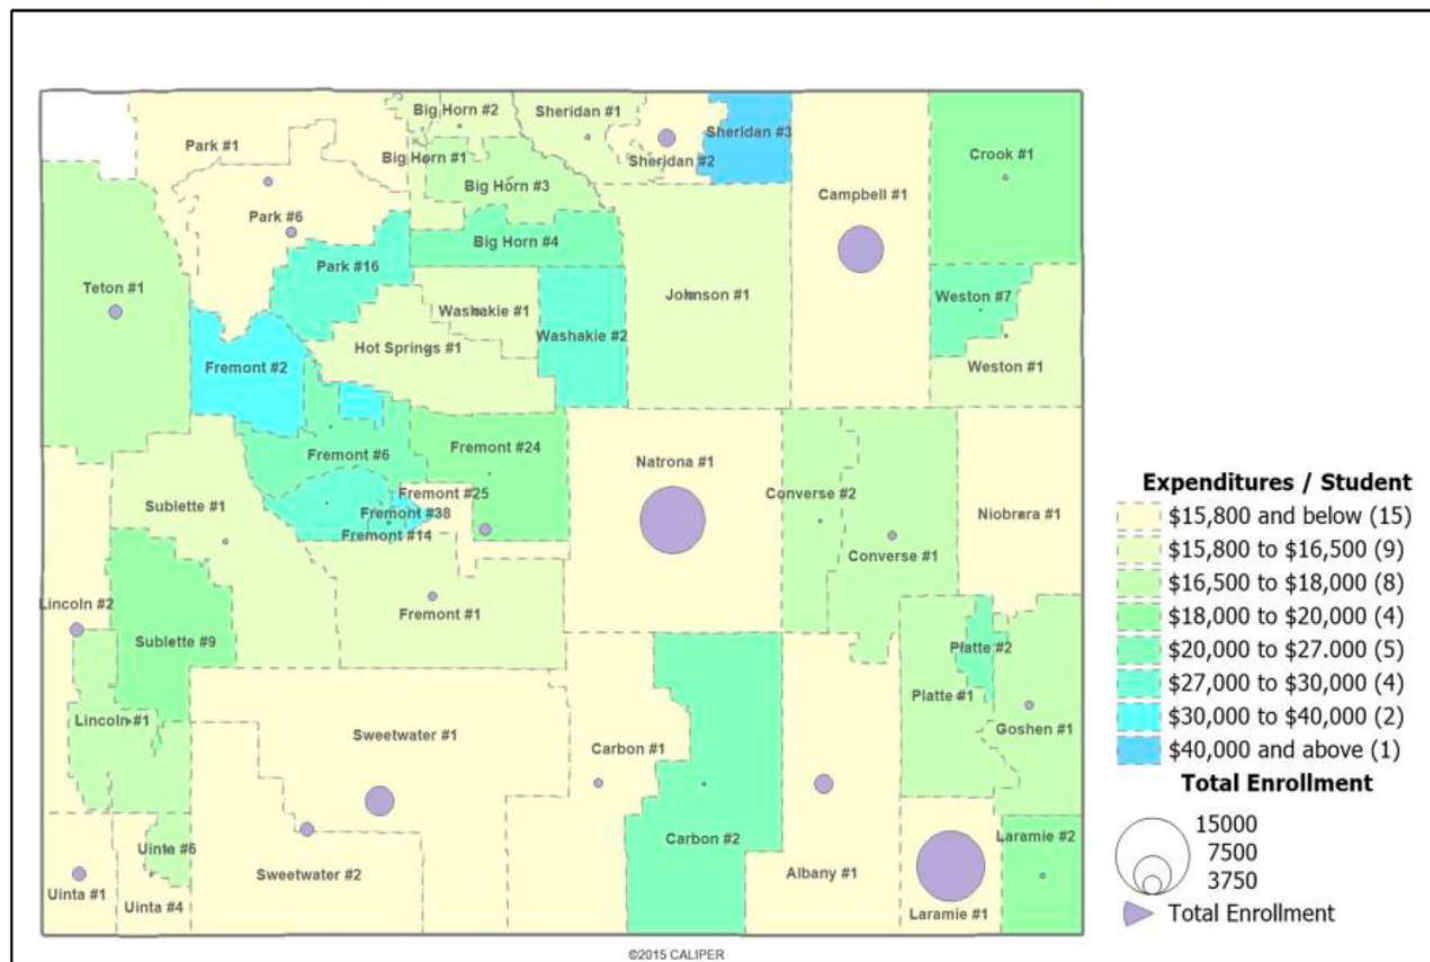 Big Horn #2
Sheridan #1
Park #1
Sheridan #3
Big Horn #1
Sheridan #2
Crook #1
Big Horn #3
Campbell #1
Park #6
Big Horn #4
Park #16
Teton #1
Johnson #1
Weston #7
Washakie #1
Washakie #2
Hot Springs #1
Fremont #2
Weston #1
Fremont #24
Fremont #6
Natrona #1
Fremont #25
Converse #2
Sublette #1
Fremont #38
Niobrara #1
Fremont #14
Converse #1
Lincoln #2
Fremont #1
Sublette #9
Platte #2
Platte #1
Lincoln #1
Goshen #1
Sweetwater #1
Carbon #1
Carbon #2
Laramie #2
Uinta #6
Sweetwater #2
Albany #1
Uinta #1
Uinta #4
Laramie #1
Expenditures / Student
$15,800 and below (15)
$15,800 to $16,500 (9)
$16,500 to $18,000 (8)
$18,000 to $20,000 (4)
$20,000 to $27.000 (5)
$27,000 to $30,000 (4)
$30,000 to $40,000 (2)
$40,000 and above (1)
Total Enrollment
15000
7500
3750
Total Enrollment
©2015 CALIPER